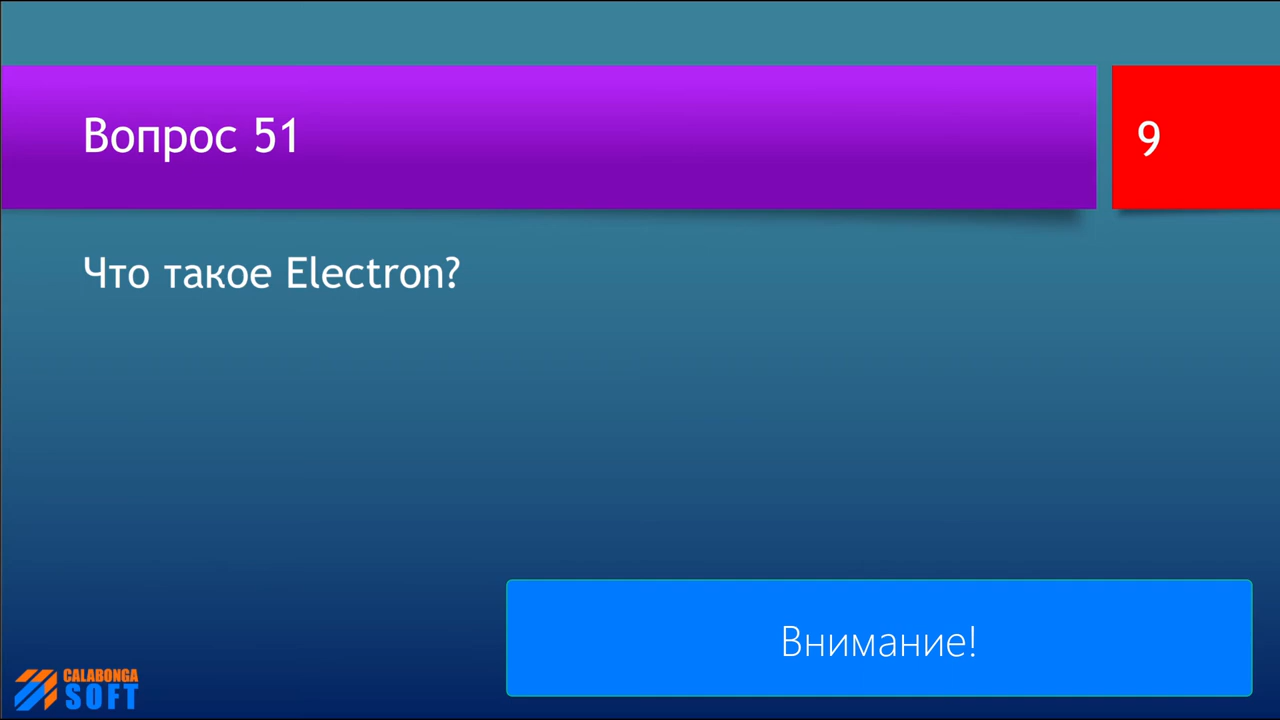 Вопрос 51
9
Что такое Electron?
Внимание!
CALABONGA
SOFT